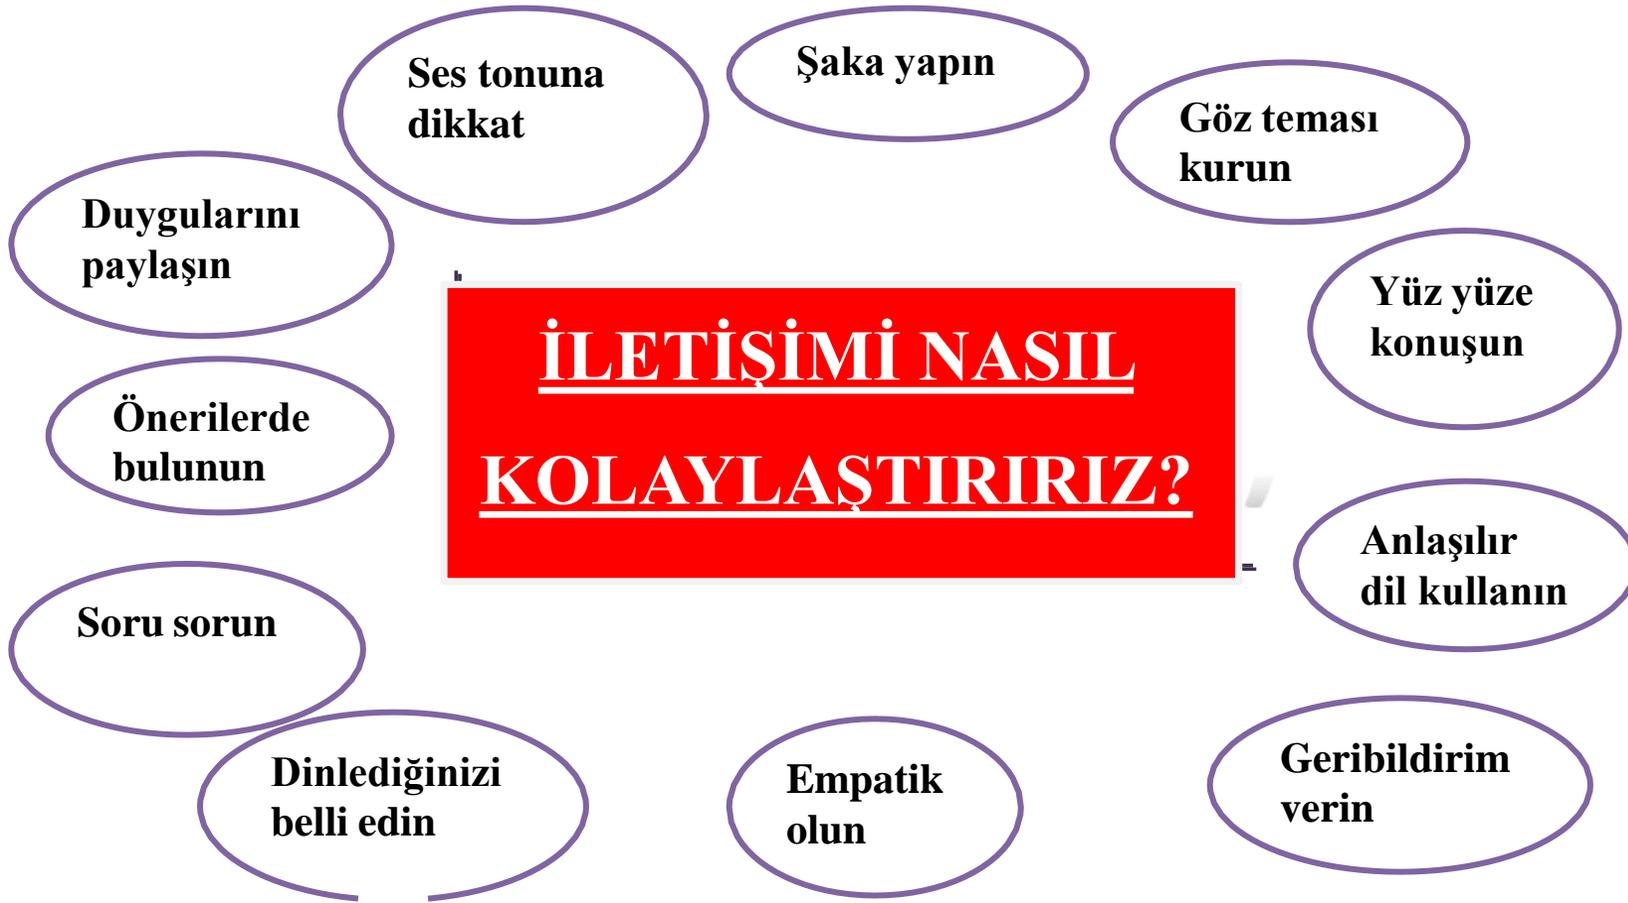 Ses tonuna
dikkat
Şaka yapın
Göz teması
kurun
Duygularını
paylaşın
Yüz yüze
konuşun
İLETİŞİMİ NASIL
KOLAYLAŞTIRIRIZ?
Önerilerde
bulunun
Anlaşılır
dil kullanın
Soru sorun
Dinlediğinizi
belli edin
Empatik
olun
Geribildirim
verin